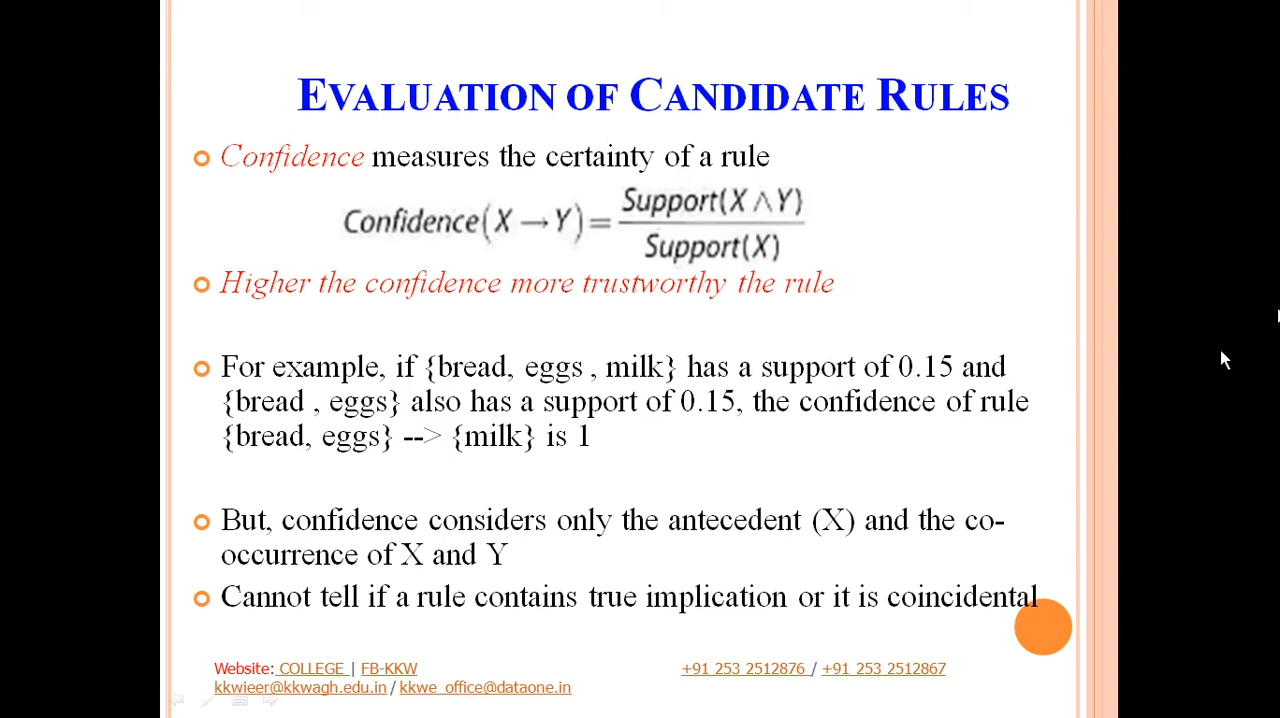 EVALUATION OF CANDIDATE RULES
Confidence measures the certainty of a rule
Confidence(X → Y) = Support(X ∧ Y) / Support(X)
Higher the confidence more trustworthy the rule
For example, if {bread, eggs , milk} has a support of 0.15 and
{bread , eggs} also has a support of 0.15, the confidence of rule
{bread, eggs} --> {milk} is 1
But, confidence considers only the antecedent (X) and the co-
occurrence of X and Y
Cannot tell if a rule contains true implication or it is coincidental
Website: COLLEGE | FB-KKW +91 253 2512876 / +91 253 2512867
kkwieer@kkwagh.edu.in / kkwe_office@dataone.in